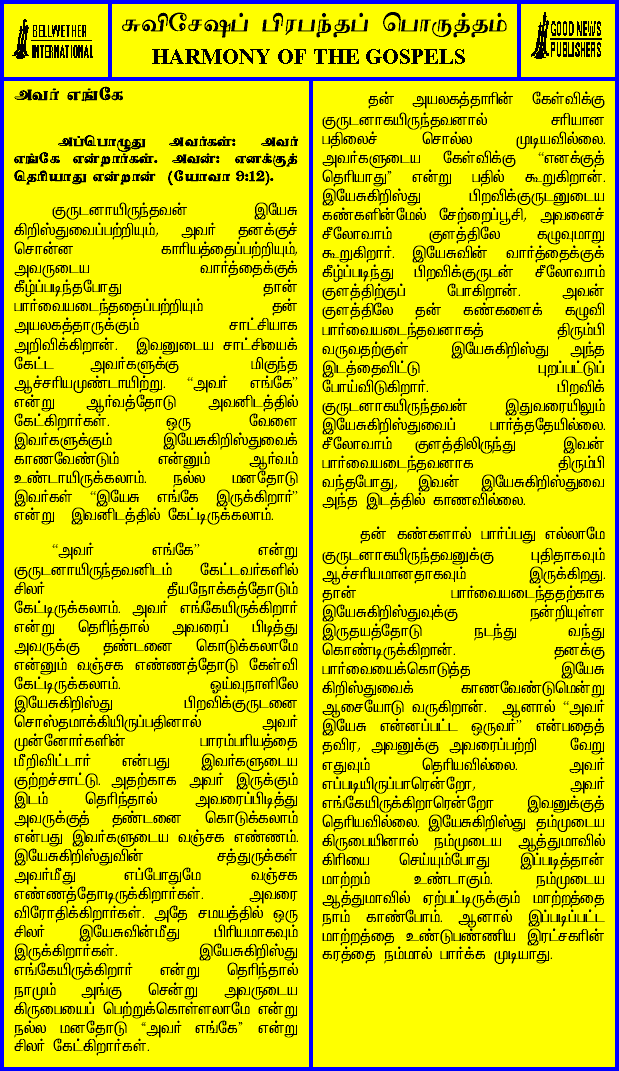 BELLWETHER
INTERNATIONAL
சுவிசேஷப் பிரபந்தப் பொருத்தம்
HARMONY OF THE GOSPELS
GOOD NEWS
PUBLISHERS
அவர் எங்கே
அப்பொழுது அவர்கள்: அவர்
எங்கே என்றார்கள். அவன்: எனக்குத்
தெரியாது என்றான் (யோவா 9:12).
குருடனாயிருந்தவன் இயேசு
கிறிஸ்துவைப்பற்றியும், அவர் தனக்குச்
சொன்ன காரியத்தைப்பற்றியும்,
அவருடைய வார்த்தைக்குக்
கீழ்ப்படிந்தபோது தான்
பார்வையடைந்ததைப்பற்றியும் தன்
அயலகத்தாருக்கும் சாட்சியாக
அறிவிக்கிறான். இவனுடைய சாட்சியைக்
கேட்ட அவர்களுக்கு மிகுந்த
ஆச்சரியமுண்டாயிற்று. “அவர் எங்கே”
என்று ஆர்வத்தோடு அவனிடத்தில்
கேட்கிறார்கள். ஒரு வேளை
இவர்களுக்கும் இயேசுகிறிஸ்துவைக்
காணவேண்டும் என்னும் ஆர்வம்
உண்டாயிருக்கலாம். நல்ல மனதோடு
இவர்கள் “இயேசு எங்கே இருக்கிறார்”
என்று இவனிடத்தில் கேட்டிருக்கலாம்.
“அவர் எங்கே” என்று
குருடனாயிருந்தவனிடம் கேட்டவர்களில்
சிலர் தீயநோக்கத்தோடும்
கேட்டிருக்கலாம். அவர் எங்கேயிருக்கிறார்
என்று தெரிந்தால் அவரைப் பிடித்து
அவருக்கு தண்டனை கொடுக்கலாமே
என்னும் வஞ்சக எண்ணத்தோடு கேள்வி
கேட்டிருக்கலாம். ஓய்வுநாளிலே
இயேசுகிறிஸ்து பிறவிக்குருடனை
சொஸ்தமாக்கியிருப்பதினால் அவர்
முன்னோர்களின் பாரம்பரியத்தை
மீறிவிட்டார் என்பது இவர்களுடைய
குற்றச்சாட்டு. அதற்காக அவர் இருக்கும்
இடம் தெரிந்தால் அவரைப்பிடித்து
அவருக்குத் தண்டனை கொடுக்கலாம்
என்பது இவர்களுடைய வஞ்சக எண்ணம்.
இயேசுகிறிஸ்துவின் சத்துருக்கள்
அவர்மீது எப்போதுமே வஞ்சக
எண்ணத்தோடிருக்கிறார்கள். அவரை
விரோதிக்கிறார்கள். அதே சமயத்தில் ஒரு
சிலர் இயேசுவின்மீது பிரியமாகவும்
இருக்கிறார்கள். இயேசுகிறிஸ்து
எங்கேயிருக்கிறார் என்று தெரிந்தால்
நாமும் அங்கு சென்று அவருடைய
கிருபையைப் பெற்றுக்கொள்ளலாமே என்று
நல்ல மனதோடு “அவர் எங்கே” என்று
சிலர் கேட்கிறார்கள்.
தன் அயலகத்தாரின் கேள்விக்கு
குருடனாகயிருந்தவனால் சரியான
பதிலைச் சொல்ல முடியவில்லை.
அவர்களுடைய கேள்விக்கு “எனக்குத்
தெரியாது” என்று பதில் கூறுகிறான்.
இயேசுகிறிஸ்து பிறவிக்குருடனுடைய
கண்களின்மேல் சேற்றைப்பூசி, அவனைச்
சீலோவாம் குளத்திலே கழுவுமாறு
கூறுகிறார். இயேசுவின் வார்த்தைக்குக்
கீழ்ப்படிந்து பிறவிக்குருடன் சீலோவாம்
குளத்திற்குப் போகிறான். அவன்
குளத்திலே தன் கண்களைக் கழுவி
பார்வையடைந்தவனாகத் திரும்பி
வருவதற்குள் இயேசுகிறிஸ்து அந்த
இடத்தைவிட்டு புறப்பட்டுப்
போய்விடுகிறார். பிறவிக்
குருடனாகயிருந்தவன் இதுவரையிலும்
இயேசுகிறிஸ்துவைப் பார்த்ததேயில்லை.
சீலோவாம் குளத்திலிருந்து இவன்
பார்வையடைந்தவனாக திரும்பி
வந்தபோது, இவன் இயேசுகிறிஸ்துவை
அந்த இடத்தில் காணவில்லை.
தன் கண்களால் பார்ப்பது எல்லாமே
குருடனாகயிருந்தவனுக்கு புதிதாகவும்
ஆச்சரியமானதாகவும் இருக்கிறது.
தான் பார்வையடைந்ததற்காக
இயேசுகிறிஸ்துவுக்கு நன்றியுள்ள
இருதயத்தோடு நடந்து வந்து
கொண்டிருக்கிறான். தனக்கு
பார்வையைக்கொடுத்த இயேசு
கிறிஸ்துவைக் காணவேண்டுமென்று
ஆசையோடு வருகிறான். ஆனால் “அவர்
இயேசு என்னப்பட்ட ஒருவர்” என்பதைத்
தவிர, அவனுக்கு அவரைப்பற்றி வேறு
எதுவும் தெரியவில்லை. அவர்
எப்படியிருப்பாரென்றோ, அவர்
எங்கேயிருக்கிறாரென்றோ இவனுக்குத்
தெரியவில்லை. இயேசுகிறிஸ்து தம்முடைய
கிருபையினால் நம்முடைய ஆத்துமாவில்
கிரியை செய்யும்போது இப்படித்தான்
மாற்றம் உண்டாகும். நம்முடைய
ஆத்துமாவில் ஏற்பட்டிருக்கும் மாற்றத்தை
நாம் காண்போம். ஆனால் இப்படிப்பட்ட
மாற்றத்தை உண்டுபண்ணிய இரட்சகரின்
கரத்தை நம்மால் பார்க்க முடியாது.